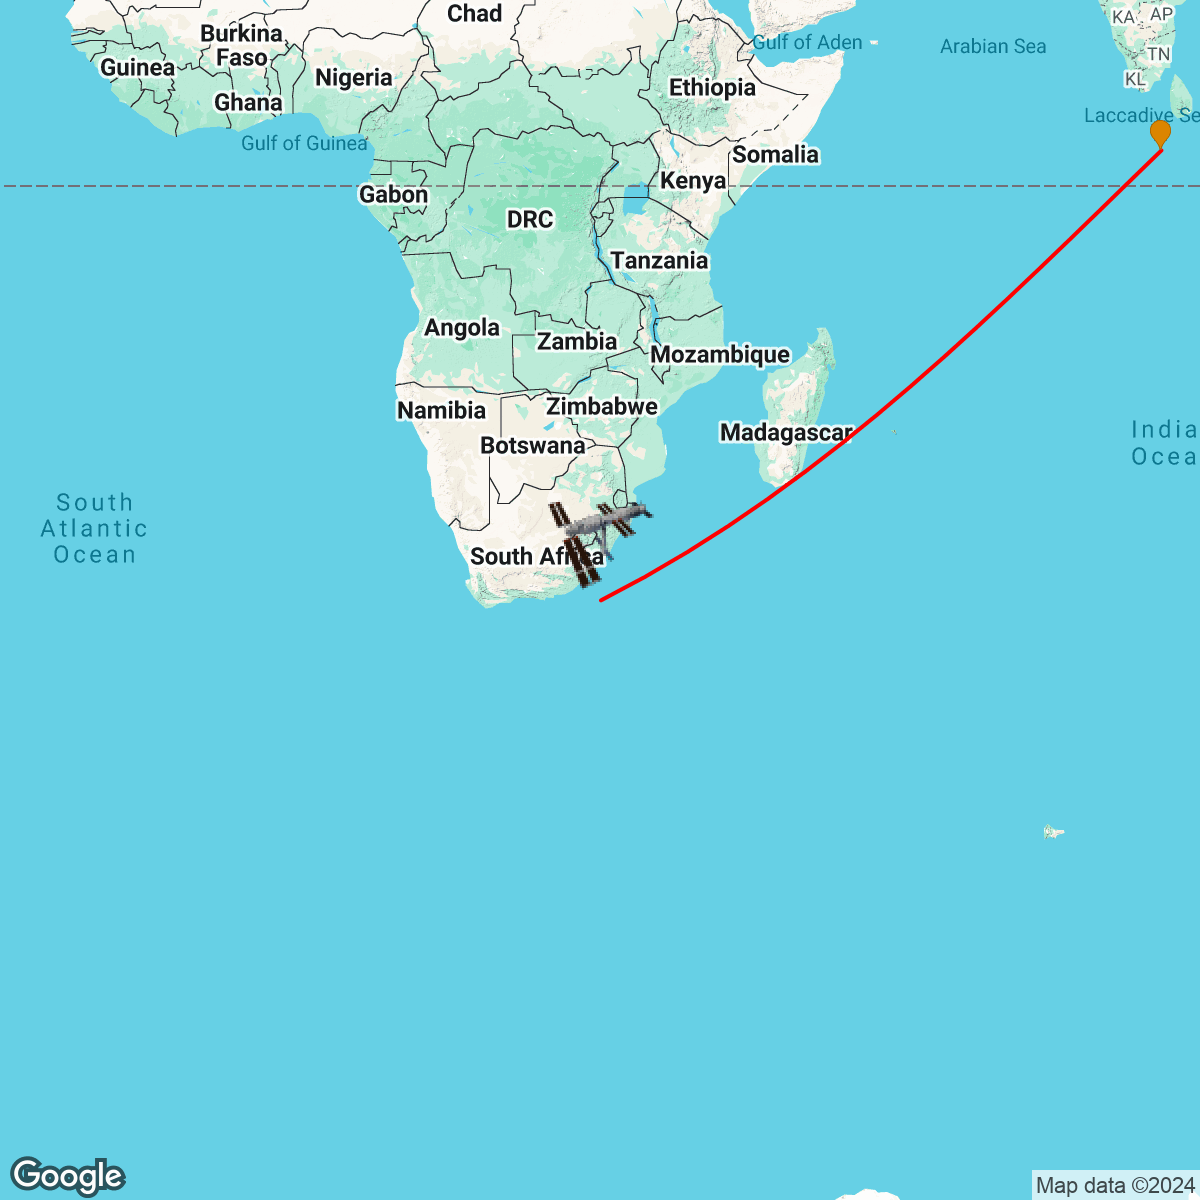 Chad
KA
AP
Burkina
Faso
Gulf of Aden
Arabian Sea
TN
Guinea
Nigeria
Ethiopia
KL
Ghana
Laccadive Se
Gulf of Guinea
Somalia
Kenya
Gabon
DRC
Tanzania
Angola
Zambia
Mozambique
Namibia
Zimbabwe
Botswana
Madagascar
India
Ocea
South
Atlantic
Ocean
South Africa
Google
Map data ©2024